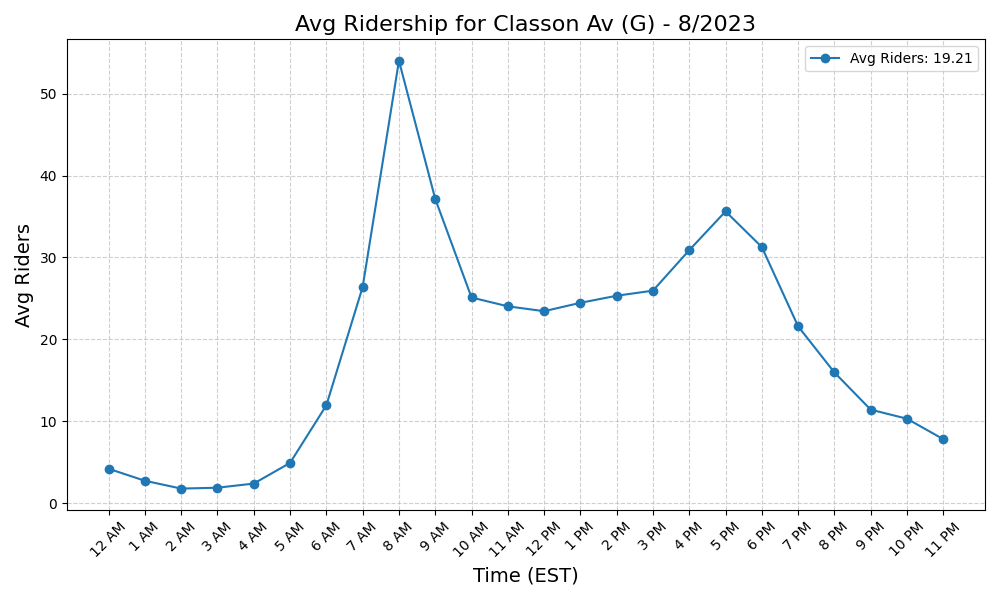 Avg Ridership for Classon Av (G) - 8/2023
Avg Riders: 19.21
Avg Riders
50
40
30
20
10
0
12 AM
1 AM
2 AM
3 AM
4 AM
5 AM
6 AM
7 AM
8 AM
9 AM
10 AM
11 AM
12 PM
1 PM
2 PM
3 PM
4 PM
5 PM
6 PM
7 PM
8 PM
9 PM
10 PM
11 PM
Time (EST)